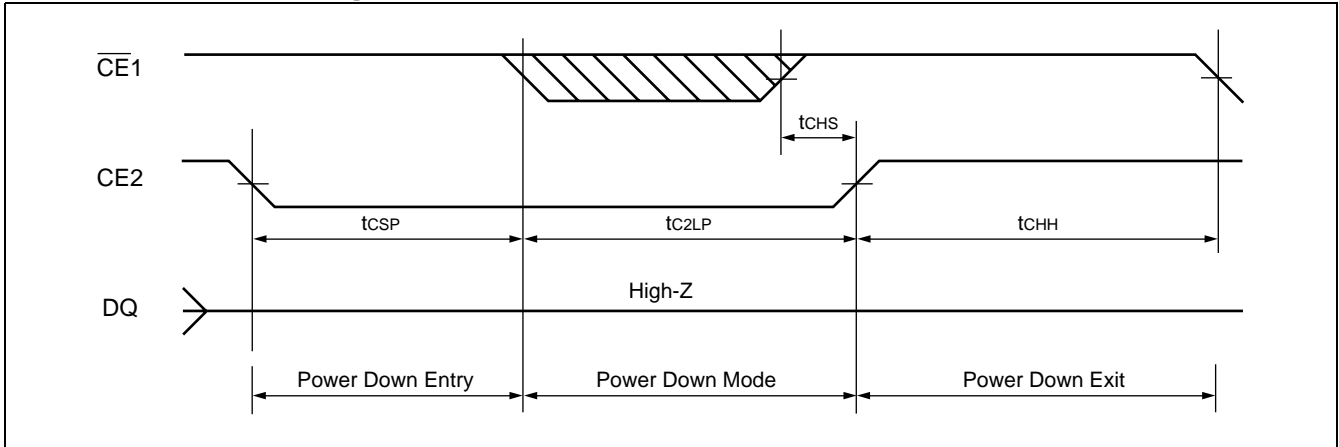 CE1
tCHS
CE2
tCSP tC2LP tCHH
High-Z
DQ
Power Down Entry Power Down Mode Power Down Exit